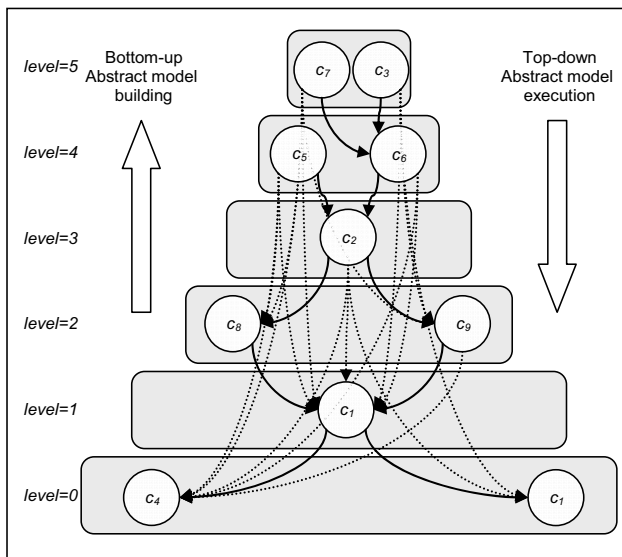 level=5
Bottom-up
Abstract model
building
c7
c3
Top-down
Abstract model
execution
level=4
c5
c6
level=3
c2
level=2
c8
c9
level=1
c1
level=0
c4
c1